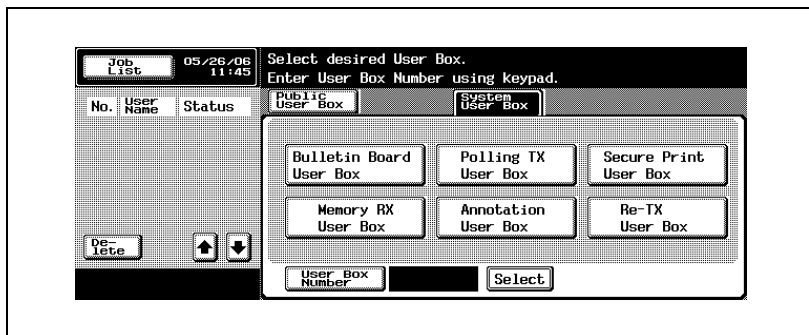 Job
List
05/26/06
11:45
Select desired User Box.
Enter User Box Number using keypad.
No. User Name Status
Public
User Box
System
User Box
Bulletin Board
User Box
Polling TX
User Box
Secure Print
User Box
Memory RX
User Box
Annotation
User Box
Re-TX
User Box
De-
lete
User Box
Number
Select